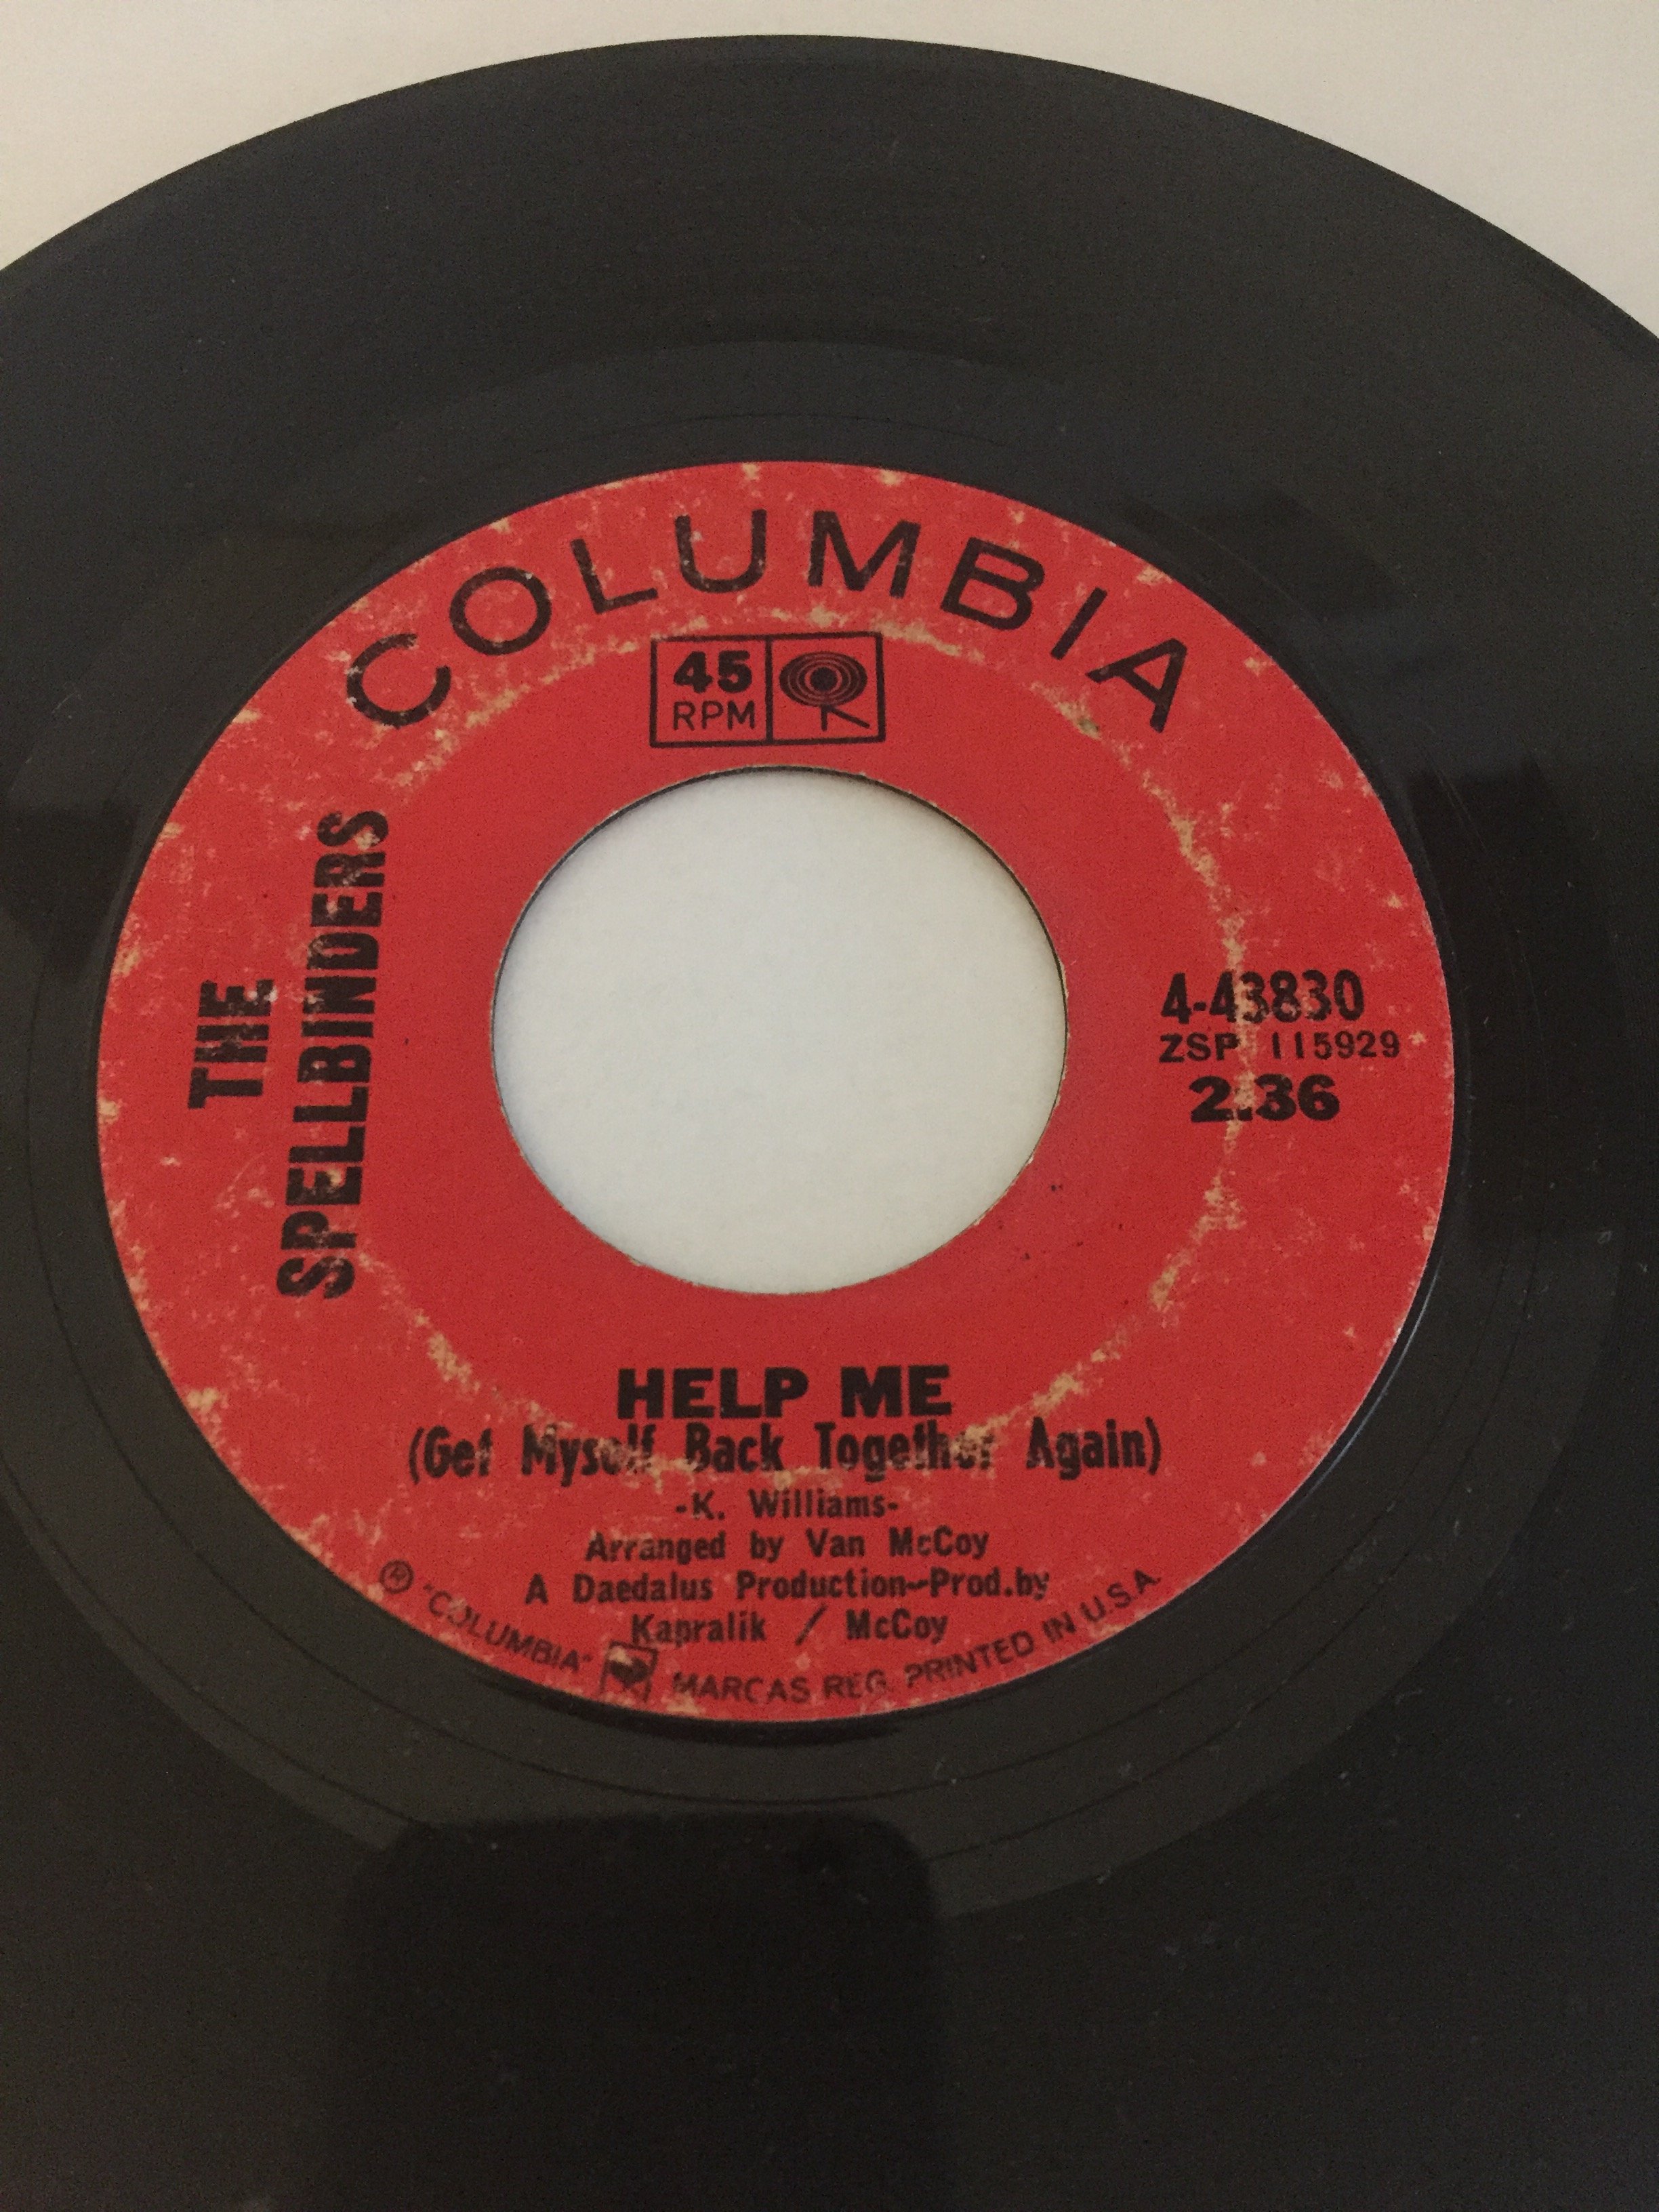 COLUMBIA
45
RPM
THE
SPELLBINDERS
4-43830
ZSP 115929
2:36
HELP ME
(Get Myself Back Together Again)
-K. Williams-
Arranged by Van McCoy
A Daedalus Production-Prod.by
Kapralik / McCoy
® "COLUMBIA" MARCAS REG. PRINTED IN U.S.A.